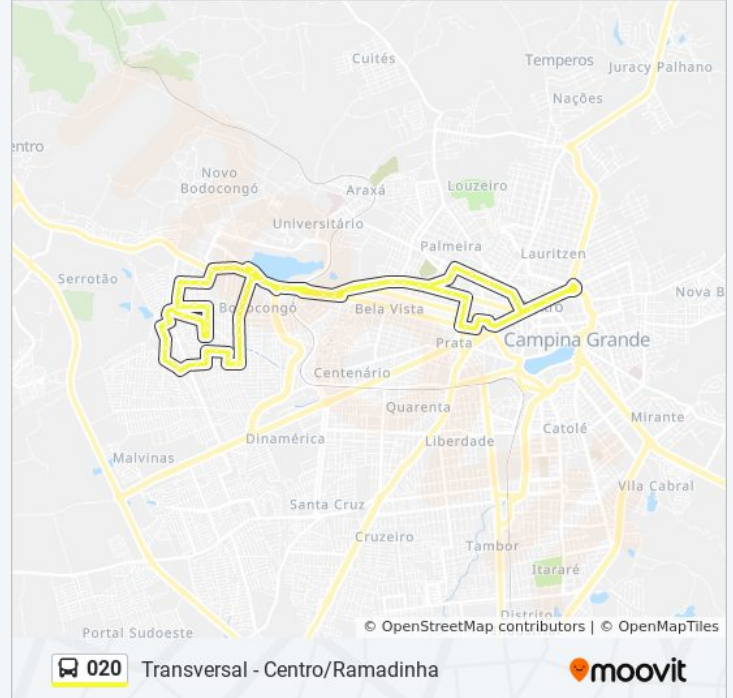 Cuités
Temperos
Juracy Palhano
Nações
entro
Novo
Bodocongó
Araxá
Louzeiro
Universitário
Palmeira
Lauritzen
Serrotão
Nova B
Bodocongó
Bela Vista
Prata
Campina Grande
Centenário
Quarenta
Mirante
Catolé
Dinamérica
Liberdade
Malvinas
Vila Cabral
Santa Cruz
Cruzeiro
Tambor
Itararé
Distrito
Portal Sudoeste
© OpenStreetMap contributors | © OpenMapTiles
020 Transversal - Centro/Ramadinha
moovit